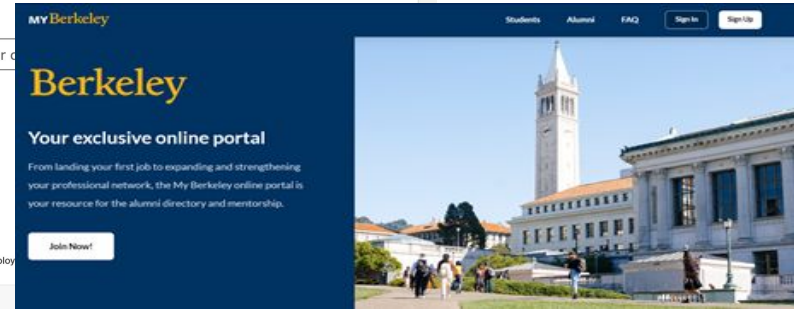 MYBerkeley
Students Alumni FAQ Sign In Sign Up
Berkeley
Your exclusive online portal
From landing your first job to expanding and strengthening
your professional network, the My Berkeley online portal is
your resource for the alumni directory and mentorship.
Join Now!